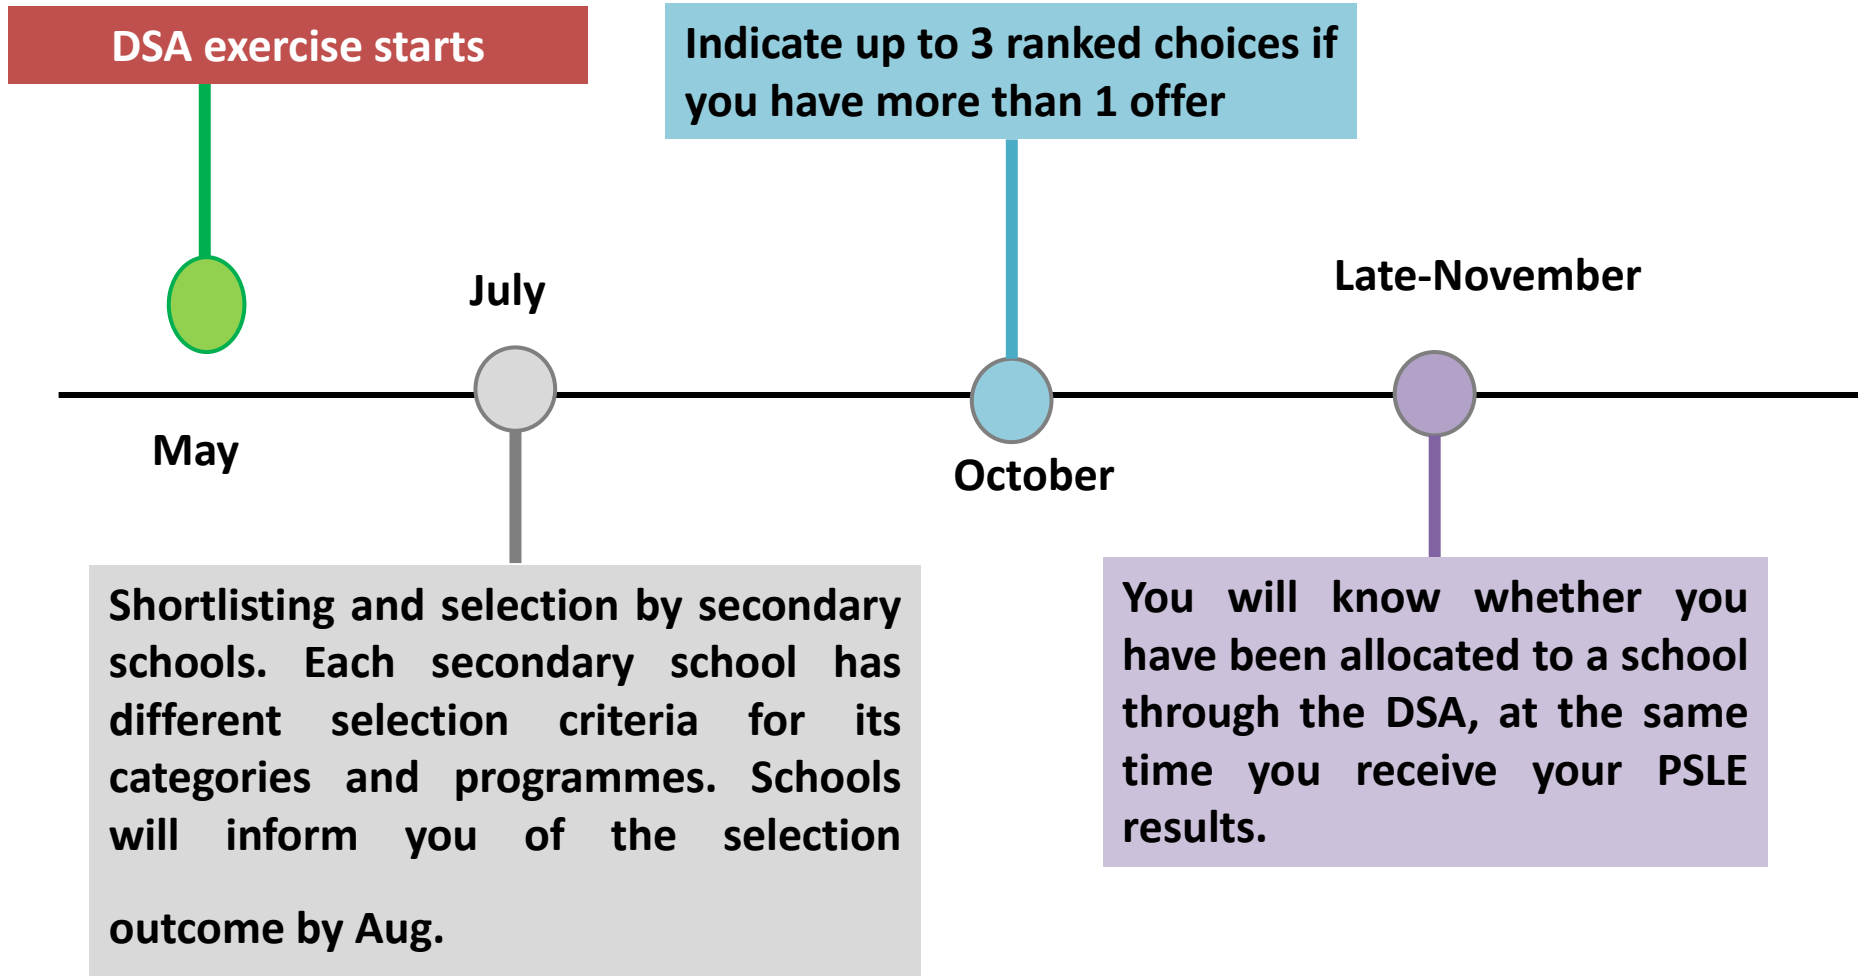 DSA exercise starts
Indicate up to 3 ranked choices if
you have more than 1 offer
July
Late-November
May
October
Shortlisting and selection by secondary
schools. Each secondary school has
different selection criteria for its
categories and programmes. Schools
will inform you of the selection
outcome by Aug.
You will know whether you
have been allocated to a school
through the DSA, at the same
time you receive your PSLE
results.